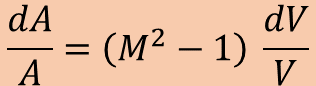 dA/A = (M² − 1) dV/V